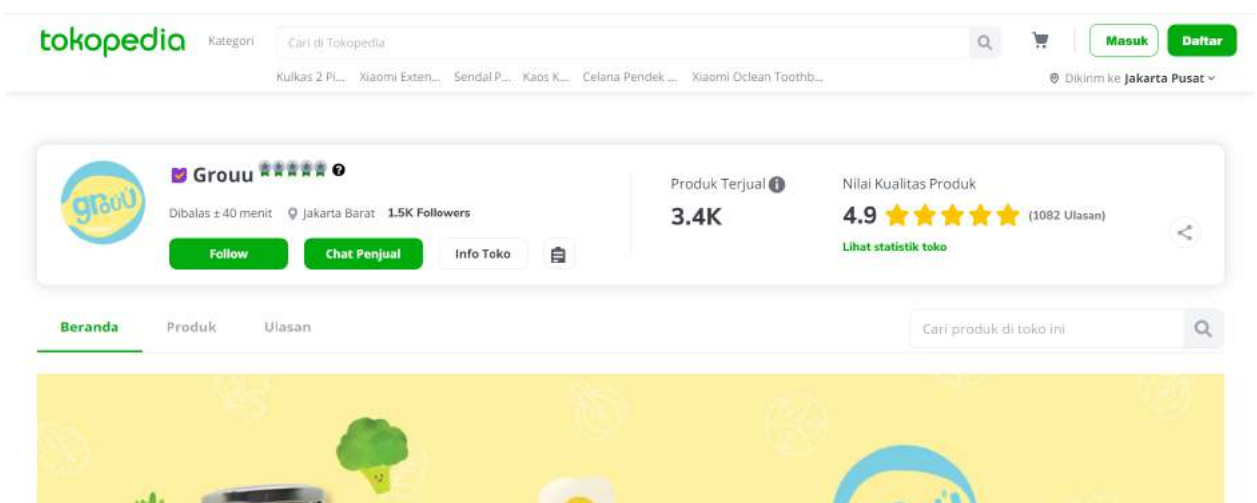 tokopedia Kategori Cari di Tokopedia Masuk Daftar
Kulkas 2 Pi... Xiaomi Exten... Sendal P... Kaos K... Celana Pendek ... Xiaomi Oclean Toothb... Dikirim ke Jakarta Pusat
grouu
Grouu
Dibalas ± 40 menit Jakarta Barat 1.5K Followers
Follow Chat Penjual Info Toko
Produk Terjual
3.4K
Nilai Kualitas Produk
4.9 (1082 Ulasan)
Lihat statistik toko
Beranda Produk Ulasan Cari produk di toko ini